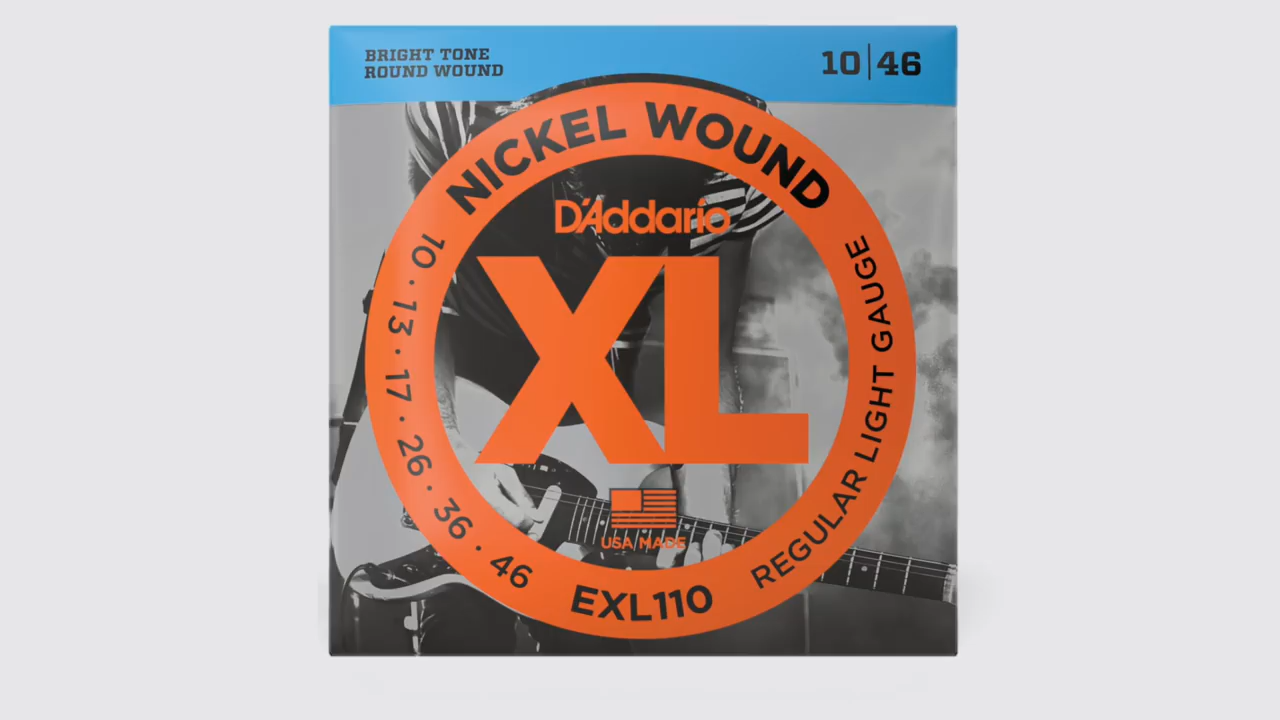 BRIGHT TONE
ROUND WOUND
10|46
NICKEL WOUND
D'Addario
XL
10 · 13 · 17 · 26 · 36 · 46
REGULAR LIGHT GAUGE
USA MADE
EXL110